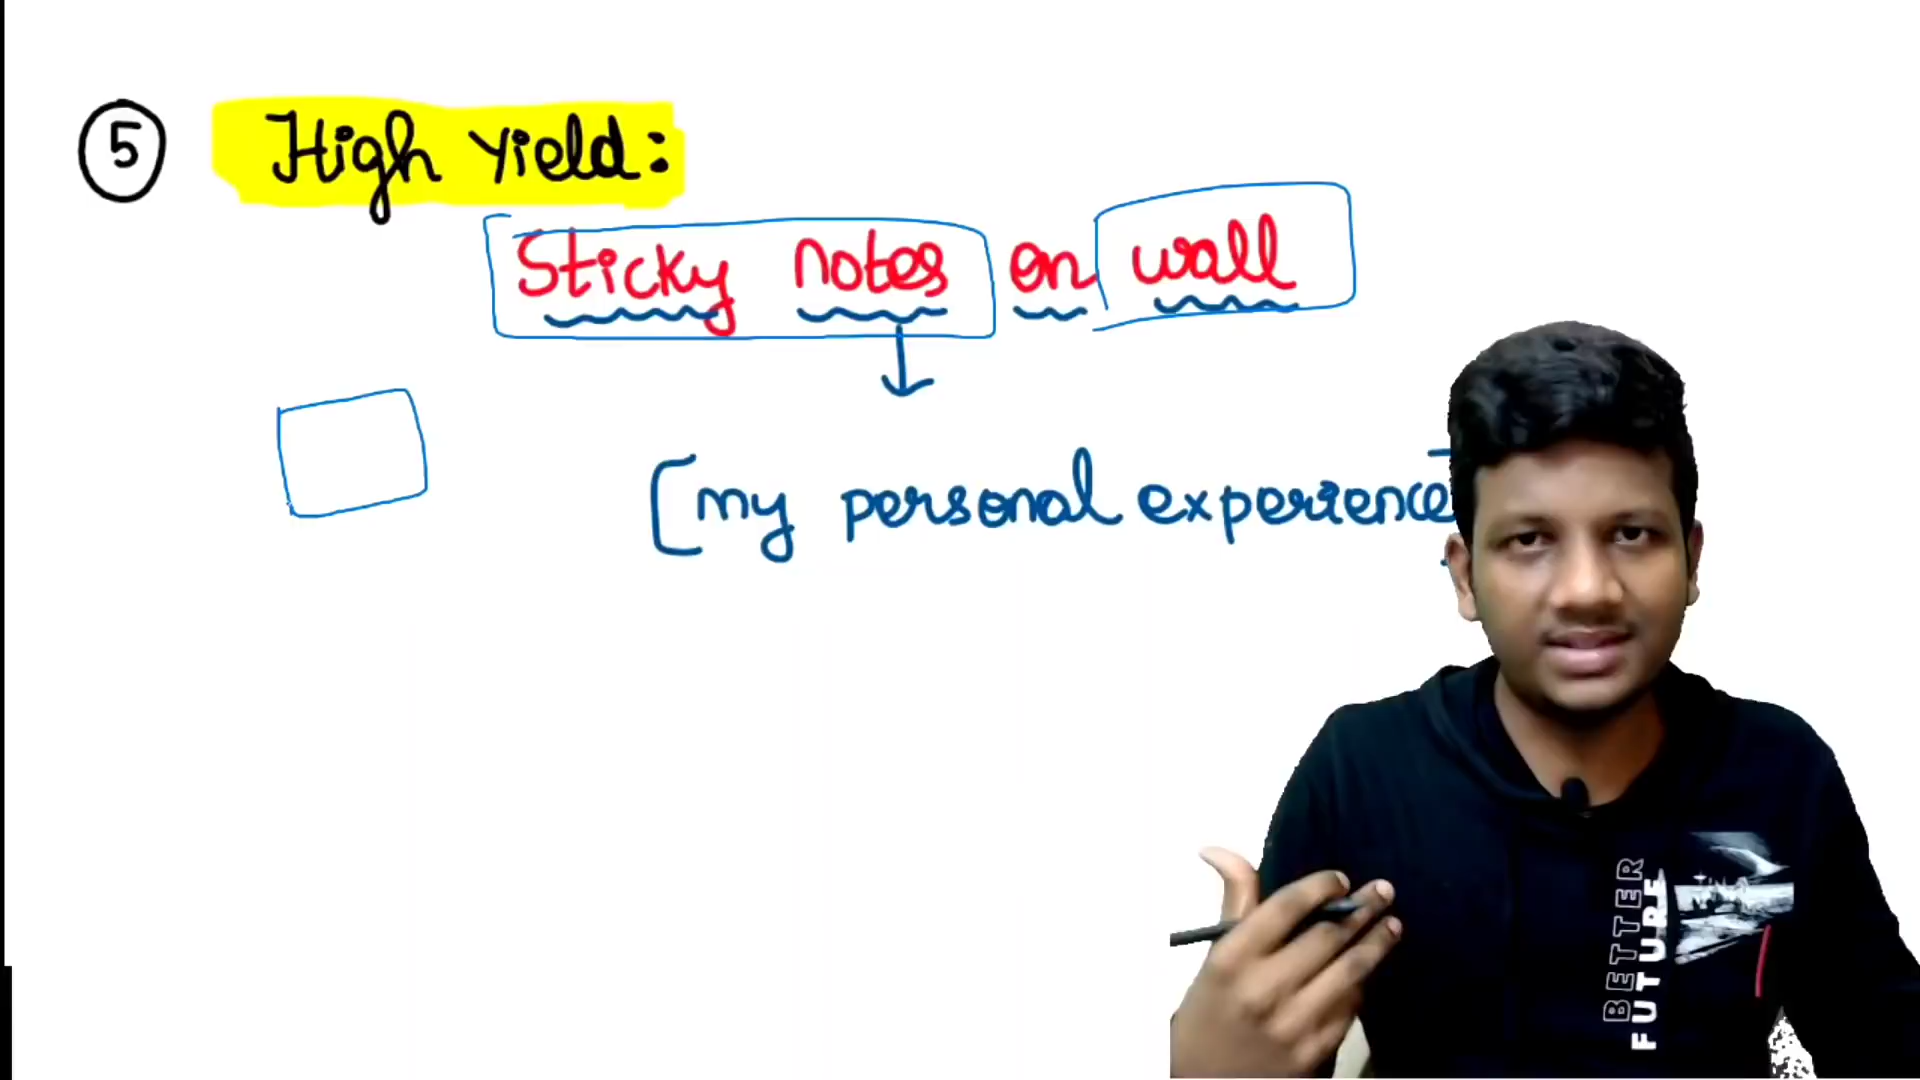 5 High Yield:
Sticky notes on wall
[my personal experience
BETTER
FUTURE